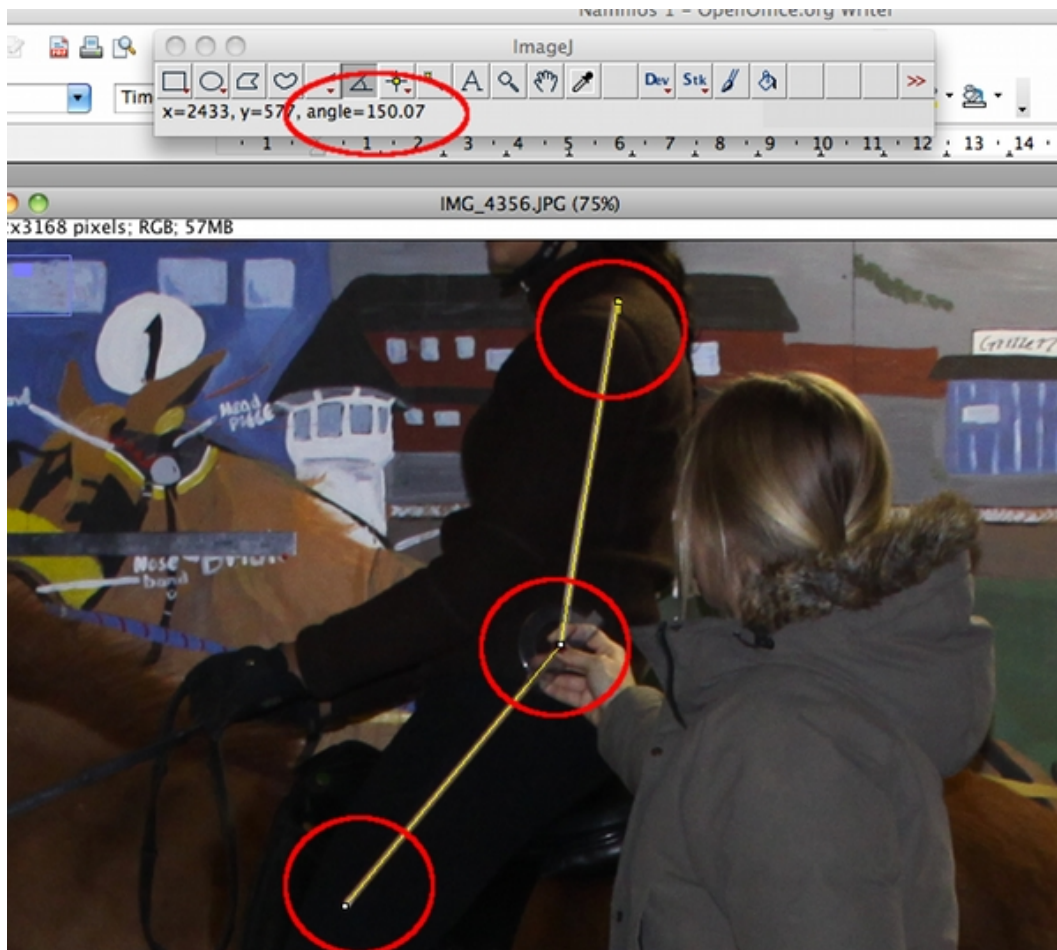 Namillos 1 – OpenOffice.org Writer
ImageJ
PDF
Tim
A Dev Stk >>
x=2433, y=577, angle=150.07
1 1 2 3 4 5 6 7 8 9 10 11 12 13 14
IMG_4356.JPG (75%)
x3168 pixels; RGB; 57MB
Head
Nose
band